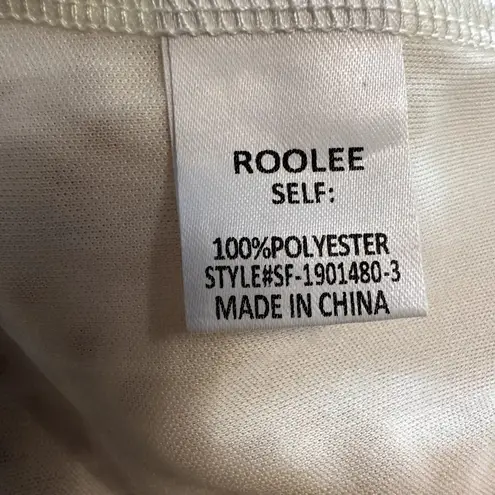 ROOLEE
SELF:
100%POLYESTER
STYLE#SF-1901480-3
MADE IN CHINA